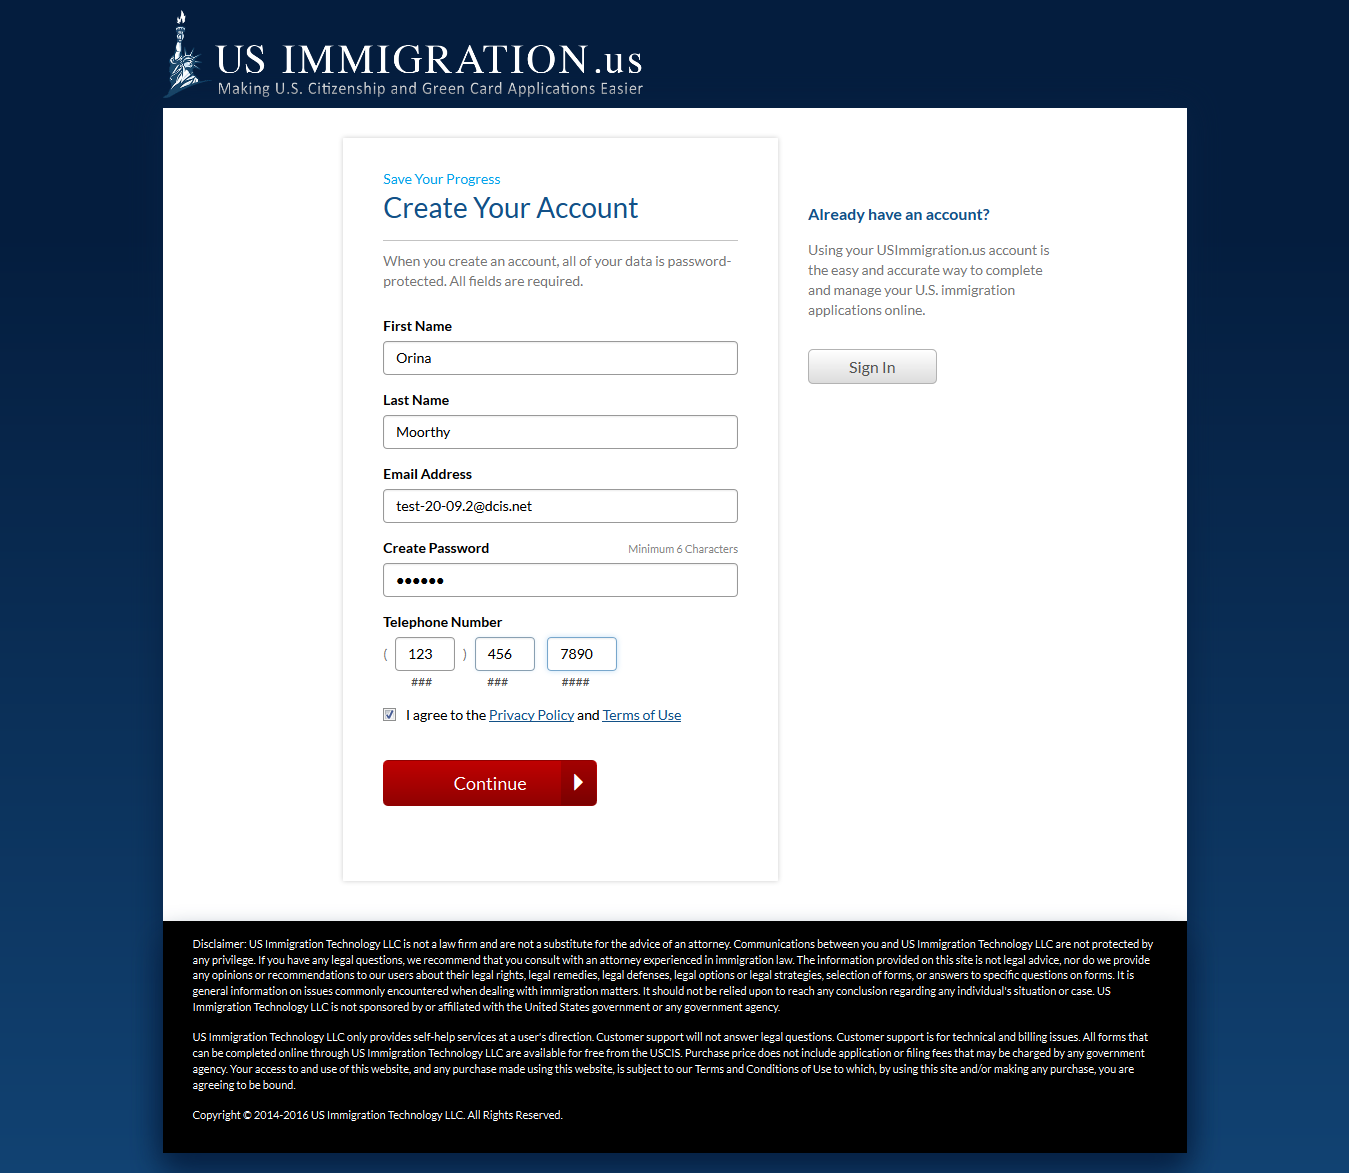 US IMMIGRATION.us
Making U.S. Citizenship and Green Card Applications Easier
Save Your Progress
Create Your Account
When you create an account, all of your data is password-
protected. All fields are required.
First Name
Orina
Last Name
Moorthy
Email Address
test-20-09.2@dcis.net
Create Password Minimum 6 Characters
••••••
Telephone Number
( 123 ) 456 7890
### ### ####
I agree to the Privacy Policy and Terms of Use
Continue
Already have an account?
Using your USImmigration.us account is
the easy and accurate way to complete
and manage your U.S. immigration
applications online.
Sign In
Disclaimer: US Immigration Technology LLC is not a law firm and are not a substitute for the advice of an attorney. Communications between you and US Immigration Technology LLC are not protected by
any privilege. If you have any legal questions, we recommend that you consult with an attorney experienced in immigration law. The information provided on this site is not legal advice, nor do we provide
any opinions or recommendations to our users about their legal rights, legal remedies, legal defenses, legal options or legal strategies, selection of forms, or answers to specific questions on forms. It is
general information on issues commonly encountered when dealing with immigration matters. It should not be relied upon to reach any conclusion regarding any individual's situation or case. US
Immigration Technology LLC is not sponsored by or affiliated with the United States government or any government agency.
US Immigration Technology LLC only provides self-help services at a user's direction. Customer support will not answer legal questions. Customer support is for technical and billing issues. All forms that
can be completed online through US Immigration Technology LLC are available for free from the USCIS. Purchase price does not include application or filing fees that may be charged by any government
agency. Your access to and use of this website, and any purchase made using this website, is subject to our Terms and Conditions of Use to which, by using this site and/or making any purchase, you are
agreeing to be bound.
Copyright © 2014-2016 US Immigration Technology LLC. All Rights Reserved.